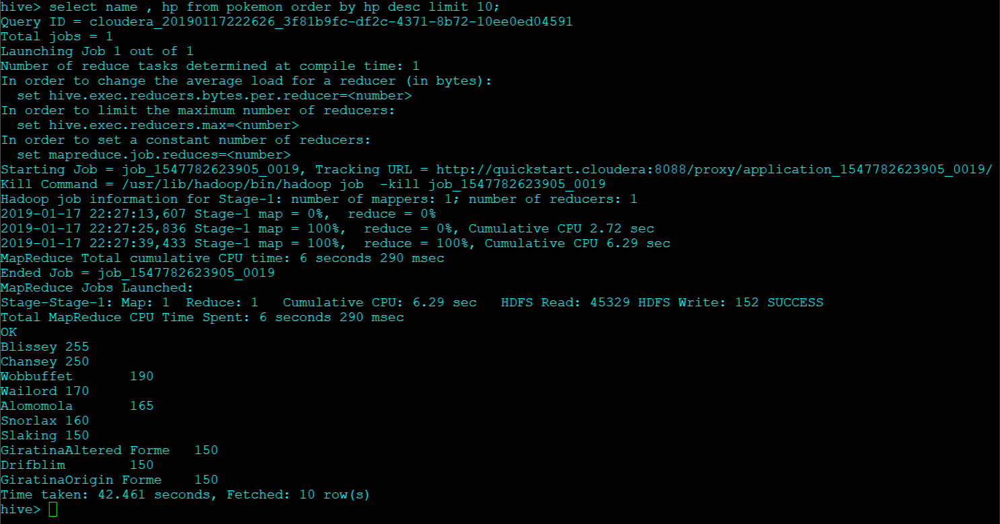 hive> select name , hp from pokemon order by hp desc limit 10;
Query ID = cloudera_20190117222626_3f81b9fc-df2c-4371-8b72-10ee0ed04591
Total jobs = 1
Launching Job 1 out of 1
Number of reduce tasks determined at compile time: 1
In order to change the average load for a reducer (in bytes):
  set hive.exec.reducers.bytes.per.reducer=<number>
In order to limit the maximum number of reducers:
  set hive.exec.reducers.max=<number>
In order to set a constant number of reducers:
  set mapreduce.job.reduces=<number>
Starting Job = job_1547782623905_0019, Tracking URL = http://quickstart.cloudera:8088/proxy/application_1547782623905_0019/
Kill Command = /usr/lib/hadoop/bin/hadoop job  -kill job_1547782623905_0019
Hadoop job information for Stage-1: number of mappers: 1; number of reducers: 1
2019-01-17 22:27:13,607 Stage-1 map = 0%,  reduce = 0%
2019-01-17 22:27:25,836 Stage-1 map = 100%,  reduce = 0%, Cumulative CPU 2.72 sec
2019-01-17 22:27:39,433 Stage-1 map = 100%,  reduce = 100%, Cumulative CPU 6.29 sec
MapReduce Total cumulative CPU time: 6 seconds 290 msec
Ended Job = job_1547782623905_0019
MapReduce Jobs Launched:
Stage-Stage-1: Map: 1  Reduce: 1   Cumulative CPU: 6.29 sec   HDFS Read: 45329 HDFS Write: 152 SUCCESS
Total MapReduce CPU Time Spent: 6 seconds 290 msec
OK
Blissey 255
Chansey 250
Wobbuffet       190
Wailord 170
Alomomola       165
Snorlax 160
Slaking 150
GiratinaAltered Forme   150
Drifblim        150
GiratinaOrigin Forme    150
Time taken: 42.461 seconds, Fetched: 10 row(s)
hive>